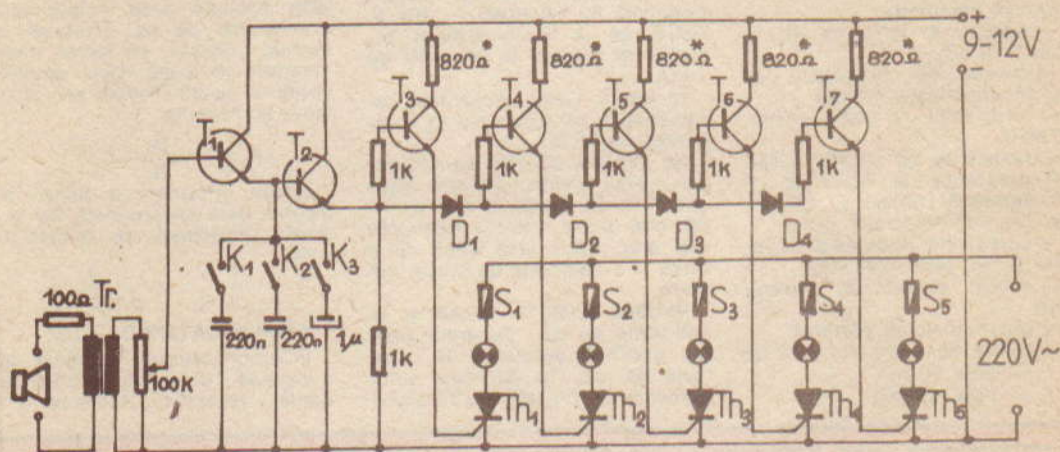 +
9-12V
-
820Ω*
820Ω*
820Ω*
820Ω*
820Ω*
T1
T2
T3
T4
T5
T6
T7
1k
1k
1k
1k
1k
D1
D2
D3
D4
K1
K2
K3
220n
220n
1μ
1k
100Ω
Tr.
100K
S1
S2
S3
S4
S5
220V~
Th1
Th2
Th3
Th4
Th5